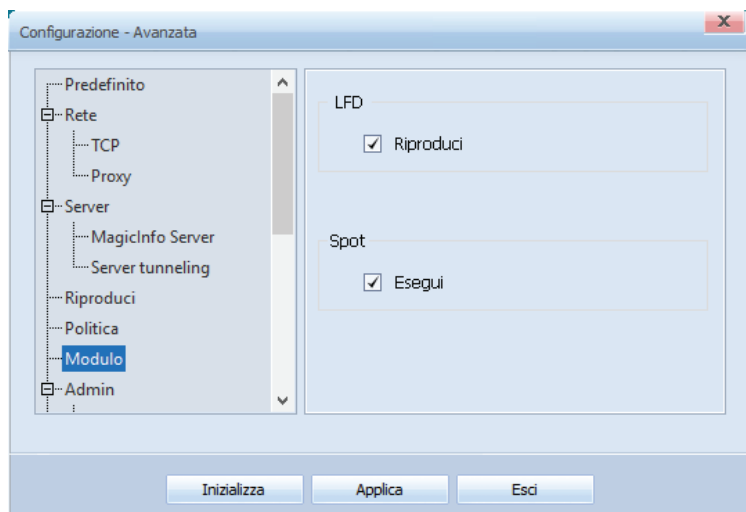 Configurazione - Avanzata
Predefinito
Rete
TCP
Proxy
Server
MagicInfo Server
Server tunneling
Riproduci
Politica
Modulo
Admin
LFD
Riproduci
Spot
Esegui
Inizializza
Applica
Esci